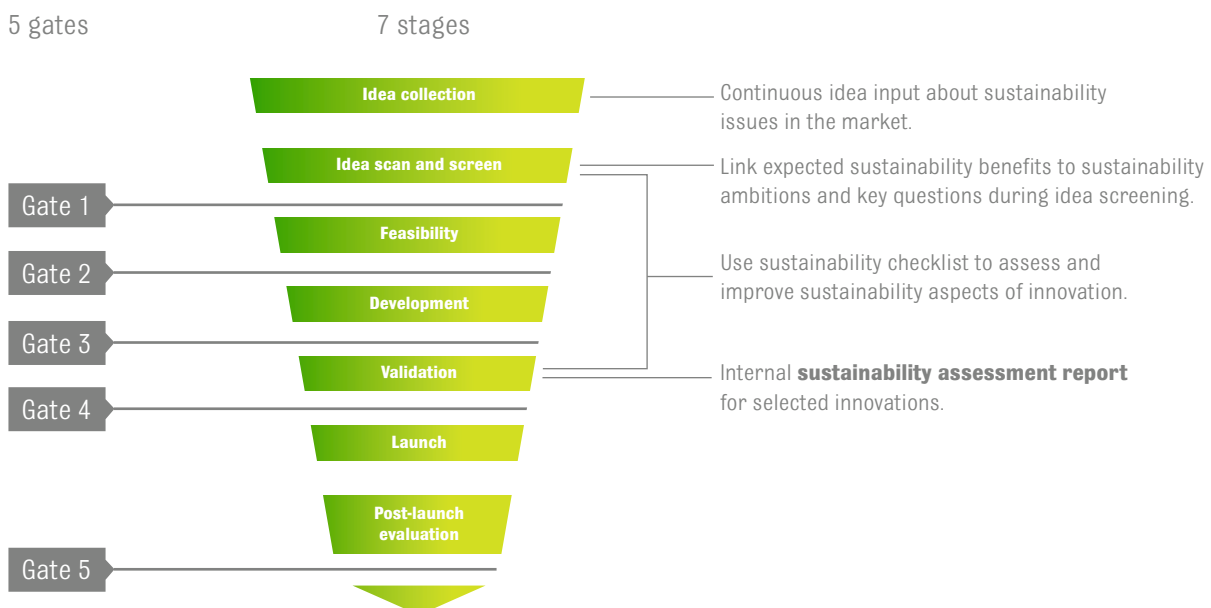 5 gates
7 stages
Idea collection
Continuous idea input about sustainability
issues in the market.
Idea scan and screen
Link expected sustainability benefits to sustainability
ambitions and key questions during idea screening.
Gate 1
Feasibility
Gate 2
Use sustainability checklist to assess and
improve sustainability aspects of innovation.
Development
Gate 3
Validation
Internal sustainability assessment report
for selected innovations.
Gate 4
Launch
Post-launch
evaluation
Gate 5